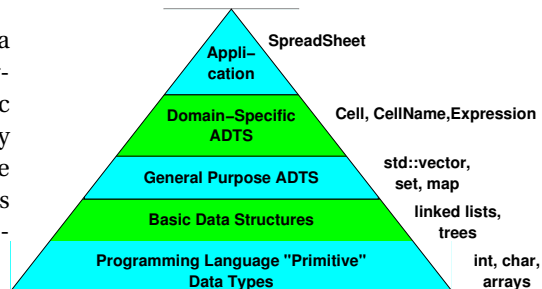 a
SpreadSheet
Appli-
cation
-
c
Domain-Specific
ADTS
Cell, CellName,Expression
y
e
General Purpose ADTS
std::vector,
set, map
s
-
Basic Data Structures
linked lists,
trees
Programming Language "Primitive"
Data Types
int, char,
arrays